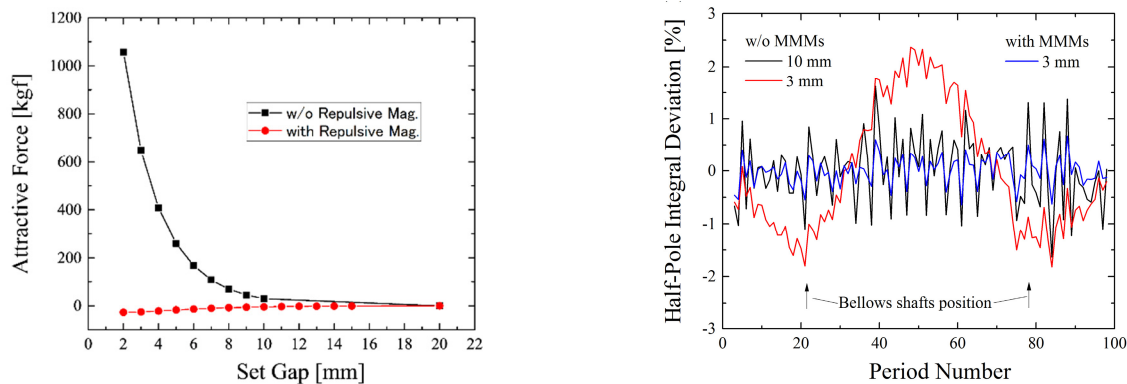 1200
1000
800
600
400
200
0
Attractive Force [kgf]
w/o Repulsive Mag.
with Repulsive Mag.
0 2 4 6 8 10 12 14 16 18 20 22
Set Gap [mm]
3
2
1
0
-1
-2
-3
Half-Pole Integral Deviation [%]
w/o MMMs
10 mm
3 mm
with MMMs
3 mm
Bellows shafts position
0 20 40 60 80 100
Period Number